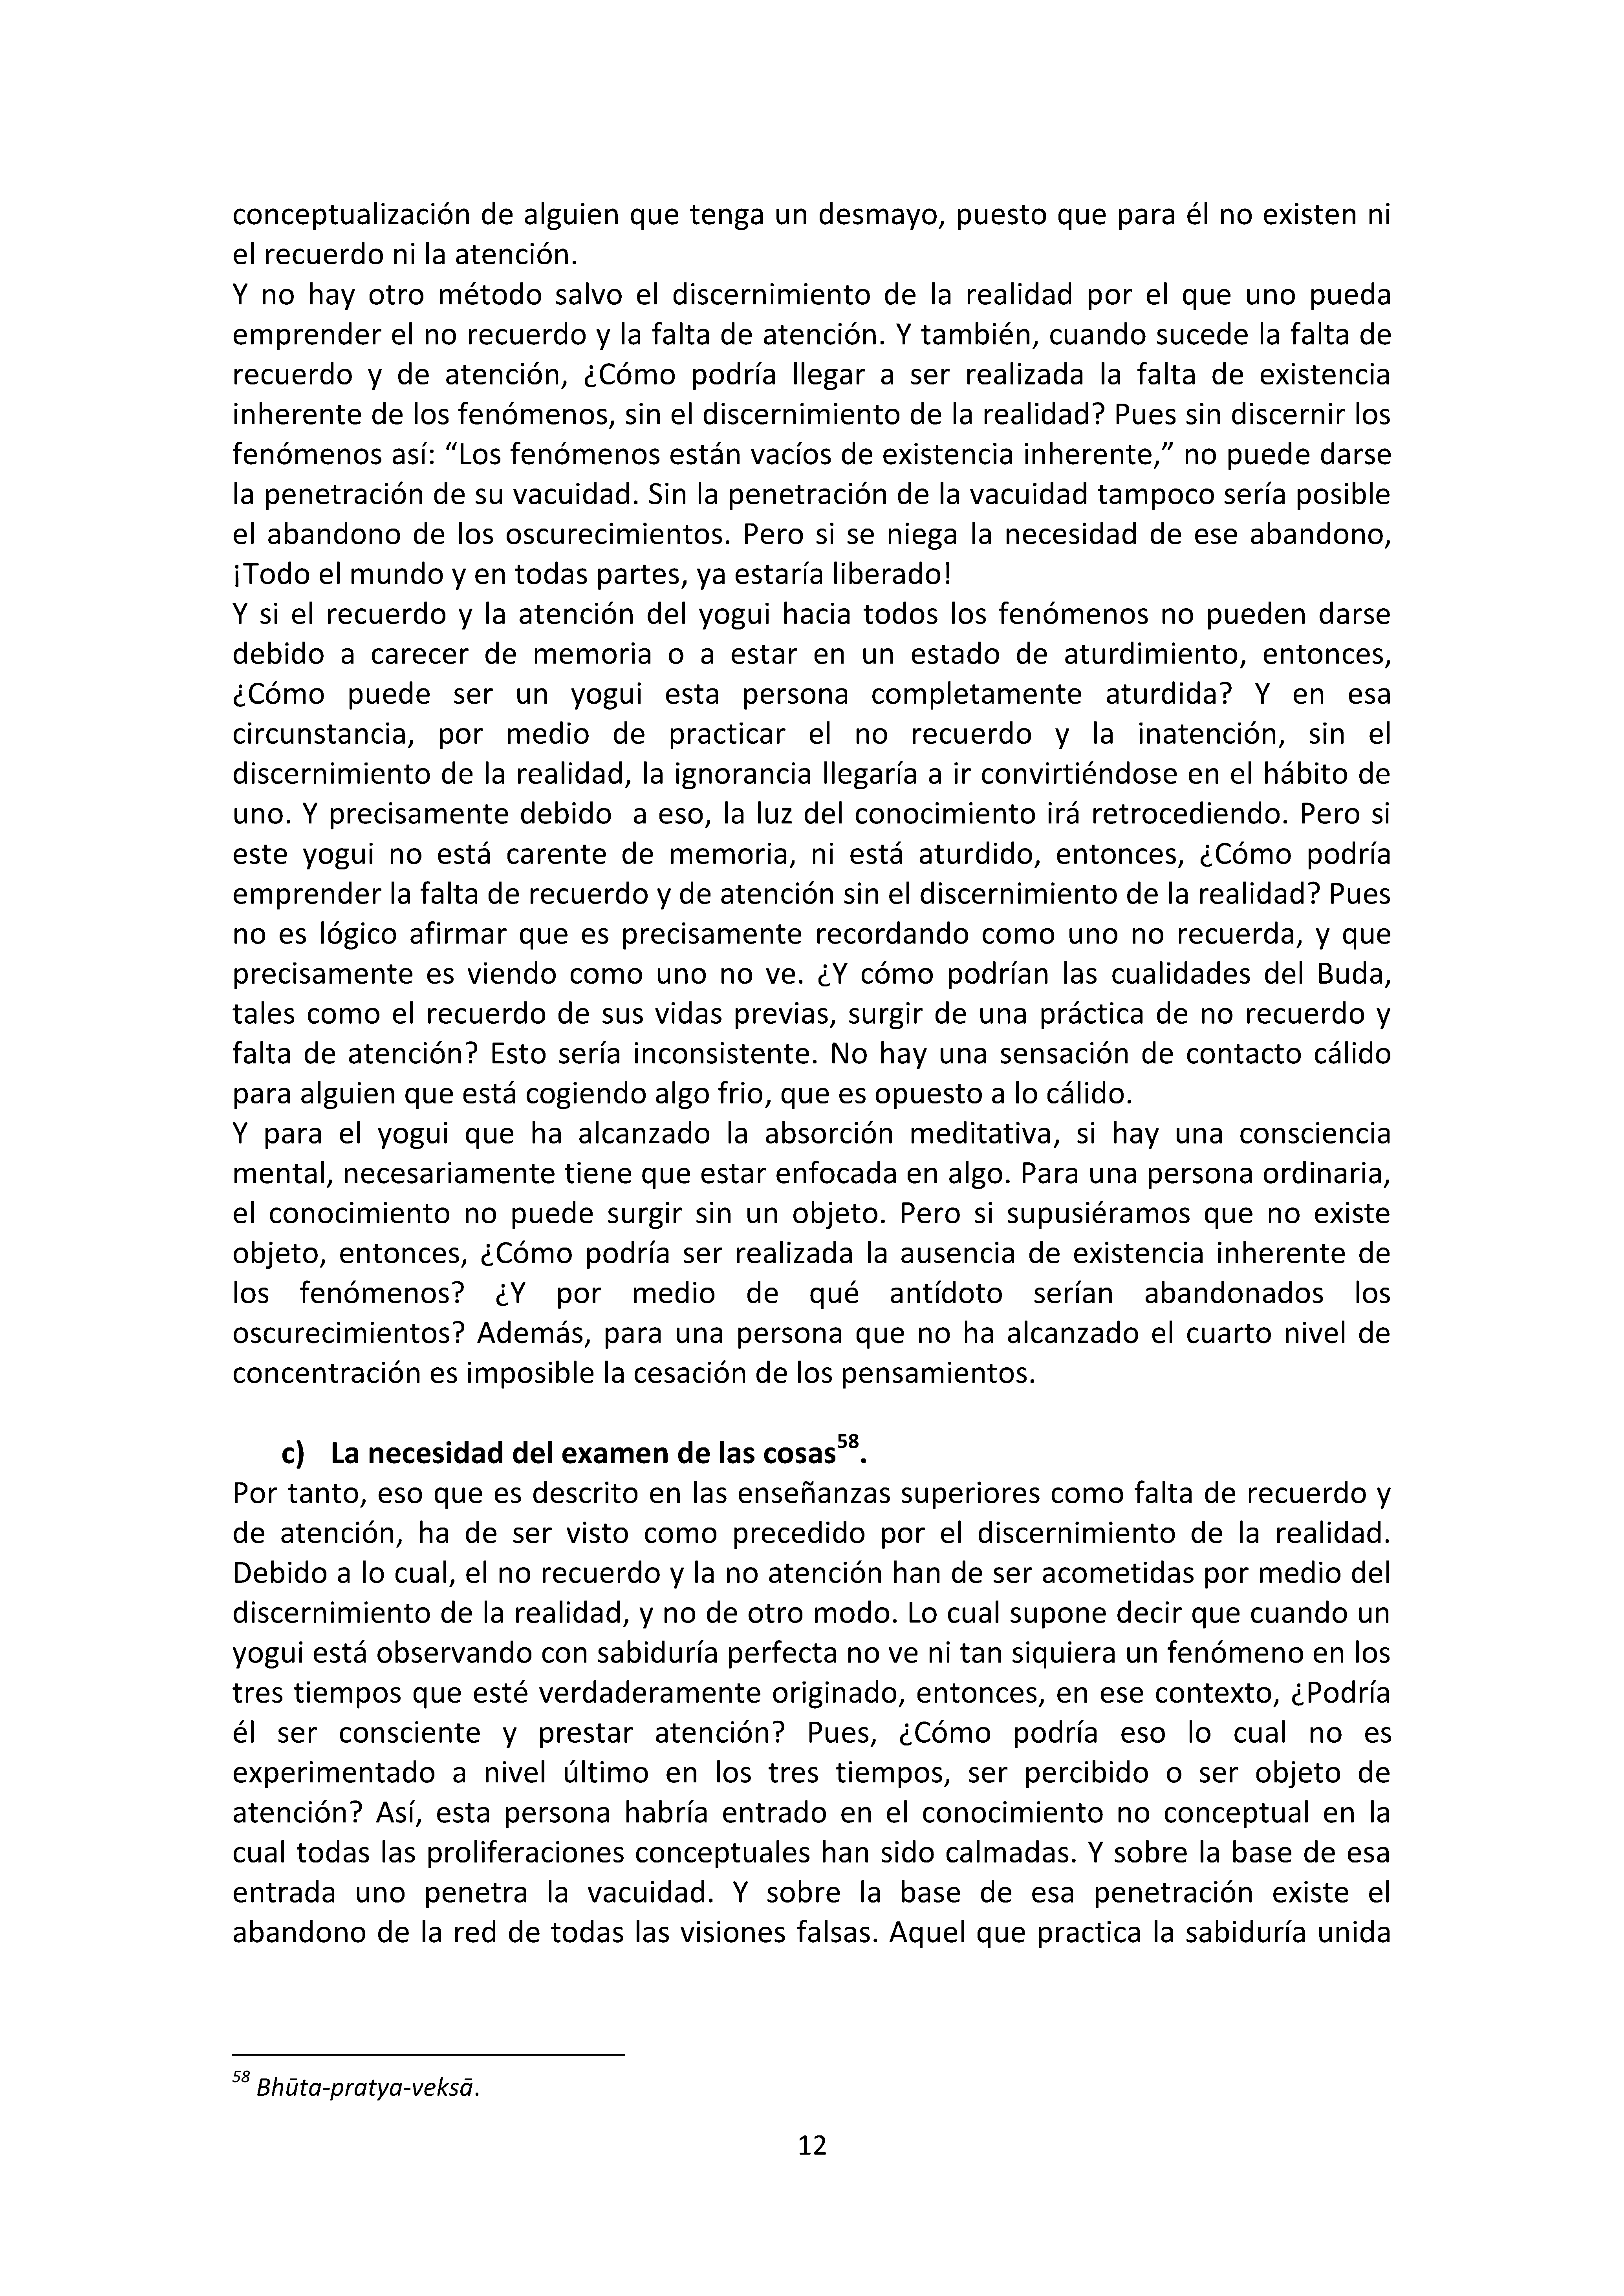 conceptualización de alguien que tenga un desmayo, puesto que para él no existen ni
el recuerdo ni la atención.
Y no hay otro método salvo el discernimiento de la realidad por el que uno pueda
emprender el no recuerdo y la falta de atención. Y también, cuando sucede la falta de
recuerdo y de atención, ¿Cómo podría llegar a ser realizada la falta de existencia
inherente de los fenómenos, sin el discernimiento de la realidad? Pues sin discernir los
fenómenos así: “Los fenómenos están vacíos de existencia inherente,” no puede darse
la penetración de su vacuidad. Sin la penetración de la vacuidad tampoco sería posible
el abandono de los oscurecimientos. Pero si se niega la necesidad de ese abandono,
¡Todo el mundo y en todas partes, ya estaría liberado!
Y si el recuerdo y la atención del yogui hacia todos los fenómenos no pueden darse
debido a carecer de memoria o a estar en un estado de aturdimiento, entonces,
¿Cómo puede ser un yogui esta persona completamente aturdida? Y en esa
circunstancia, por medio de practicar el no recuerdo y la inatención, sin el
discernimiento de la realidad, la ignorancia llegaría a ir convirtiéndose en el hábito de
uno. Y precisamente debido  a eso, la luz del conocimiento irá retrocediendo. Pero si
este yogui no está carente de memoria, ni está aturdido, entonces, ¿Cómo podría
emprender la falta de recuerdo y de atención sin el discernimiento de la realidad? Pues
no es lógico afirmar que es precisamente recordando como uno no recuerda, y que
precisamente es viendo como uno no ve. ¿Y cómo podrían las cualidades del Buda,
tales como el recuerdo de sus vidas previas, surgir de una práctica de no recuerdo y
falta de atención? Esto sería inconsistente. No hay una sensación de contacto cálido
para alguien que está cogiendo algo frio, que es opuesto a lo cálido.
Y para el yogui que ha alcanzado la absorción meditativa, si hay una consciencia
mental, necesariamente tiene que estar enfocada en algo. Para una persona ordinaria,
el conocimiento no puede surgir sin un objeto. Pero si supusiéramos que no existe
objeto, entonces, ¿Cómo podría ser realizada la ausencia de existencia inherente de
los fenómenos? ¿Y por medio de qué antídoto serían abandonados los
oscurecimientos? Además, para una persona que no ha alcanzado el cuarto nivel de
concentración es imposible la cesación de los pensamientos.
c) La necesidad del examen de las cosas58.
Por tanto, eso que es descrito en las enseñanzas superiores como falta de recuerdo y
de atención, ha de ser visto como precedido por el discernimiento de la realidad.
Debido a lo cual, el no recuerdo y la no atención han de ser acometidas por medio del
discernimiento de la realidad, y no de otro modo. Lo cual supone decir que cuando un
yogui está observando con sabiduría perfecta no ve ni tan siquiera un fenómeno en los
tres tiempos que esté verdaderamente originado, entonces, en ese contexto, ¿Podría
él ser consciente y prestar atención? Pues, ¿Cómo podría eso lo cual no es
experimentado a nivel último en los tres tiempos, ser percibido o ser objeto de
atención? Así, esta persona habría entrado en el conocimiento no conceptual en la
cual todas las proliferaciones conceptuales han sido calmadas. Y sobre la base de esa
entrada uno penetra la vacuidad. Y sobre la base de esa penetración existe el
abandono de la red de todas las visiones falsas. Aquel que practica la sabiduría unida
58 Bhūta-pratya-veksā.
12